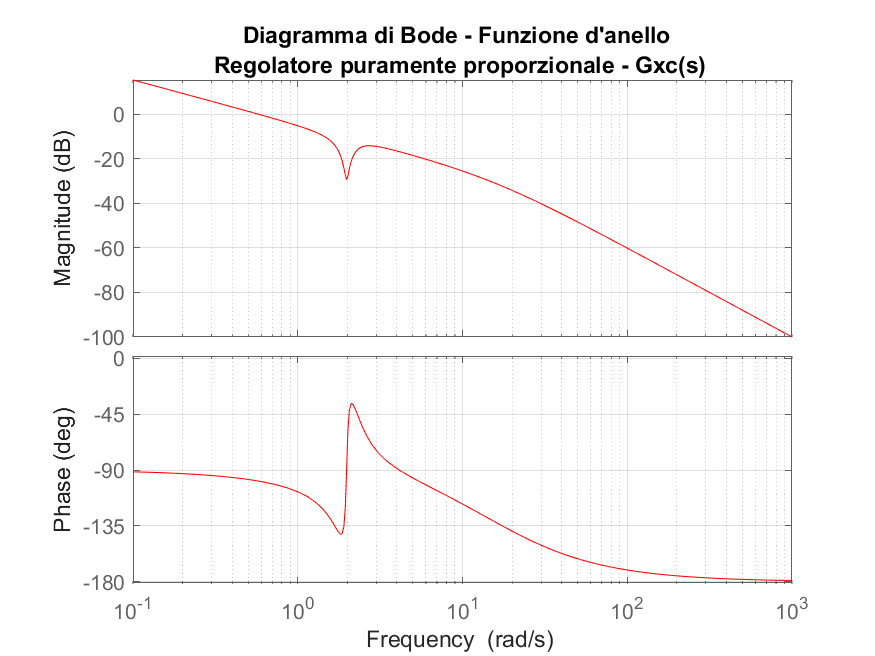 Diagramma di Bode - Funzione d'anello
Regolatore puramente proporzionale - Gxc(s)
Magnitude (dB)
0
-20
-40
-60
-80
-100
Phase (deg)
0
-45
-90
-135
-180
10^-1 10^0 10^1 10^2 10^3
Frequency (rad/s)